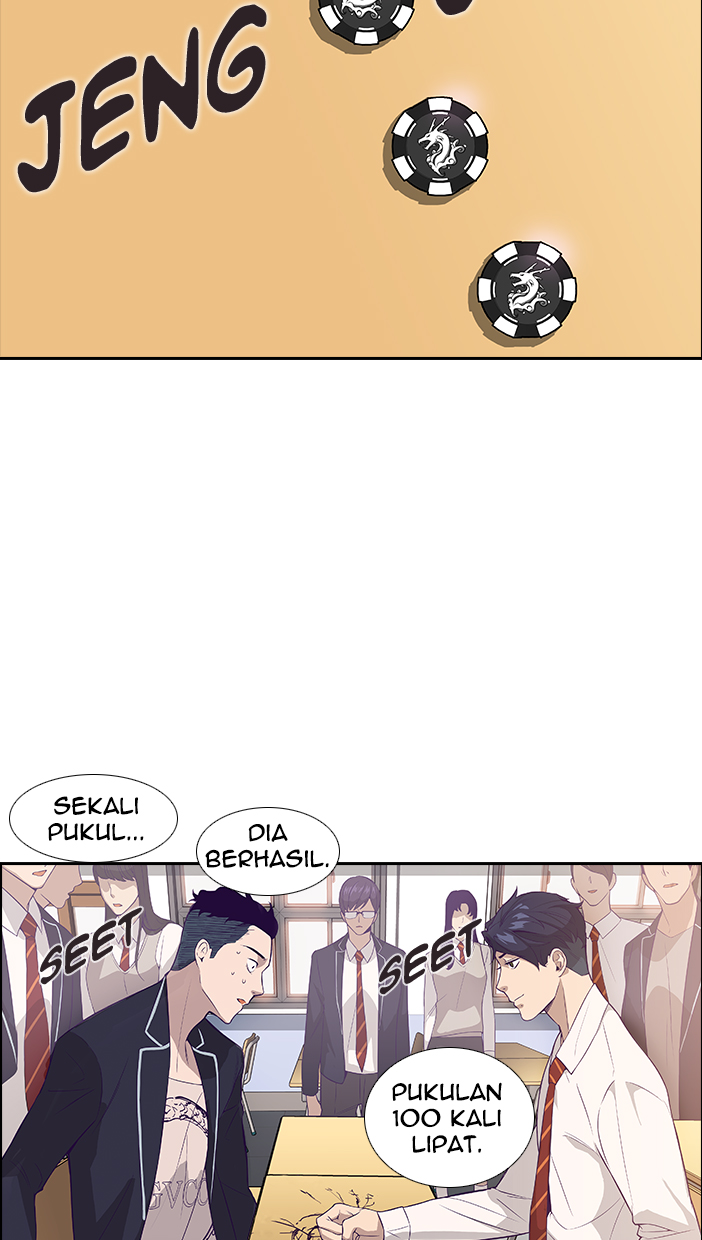 JENG
SEKALI
PUKUL...
DIA
BERHASIL.
SEET
SEET
PUKULAN
100 KALI
LIPAT.